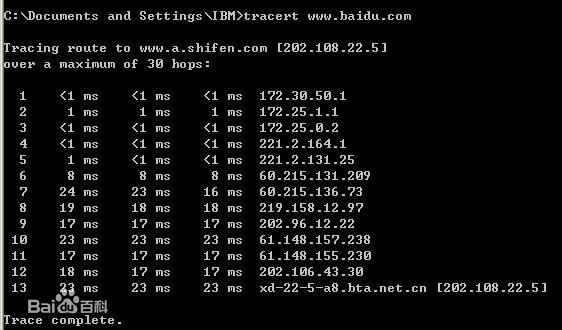 C:\Documents and Settings\IBM>tracert www.baidu.com
Tracing route to www.a.shifen.com [202.108.22.5]
over a maximum of 30 hops:
1 <1 ms <1 ms <1 ms 172.30.50.1
2 1 ms 1 ms 1 ms 172.25.1.1
3 <1 ms <1 ms <1 ms 172.25.0.2
4 <1 ms <1 ms <1 ms 221.2.164.1
5 1 ms <1 ms <1 ms 221.2.131.25
6 8 ms 8 ms 8 ms 60.215.131.209
7 24 ms 23 ms 16 ms 60.215.136.73
8 19 ms 18 ms 18 ms 219.158.12.97
9 17 ms 17 ms 17 ms 202.96.12.22
10 23 ms 23 ms 23 ms 61.148.157.238
11 17 ms 17 ms 17 ms 61.148.155.230
12 18 ms 17 ms 17 ms 202.106.43.30
13 23 ms 23 ms 23 ms xd-22-5-a8.bta.net.cn [202.108.22.5]
Bai du 百科
Trace complete.